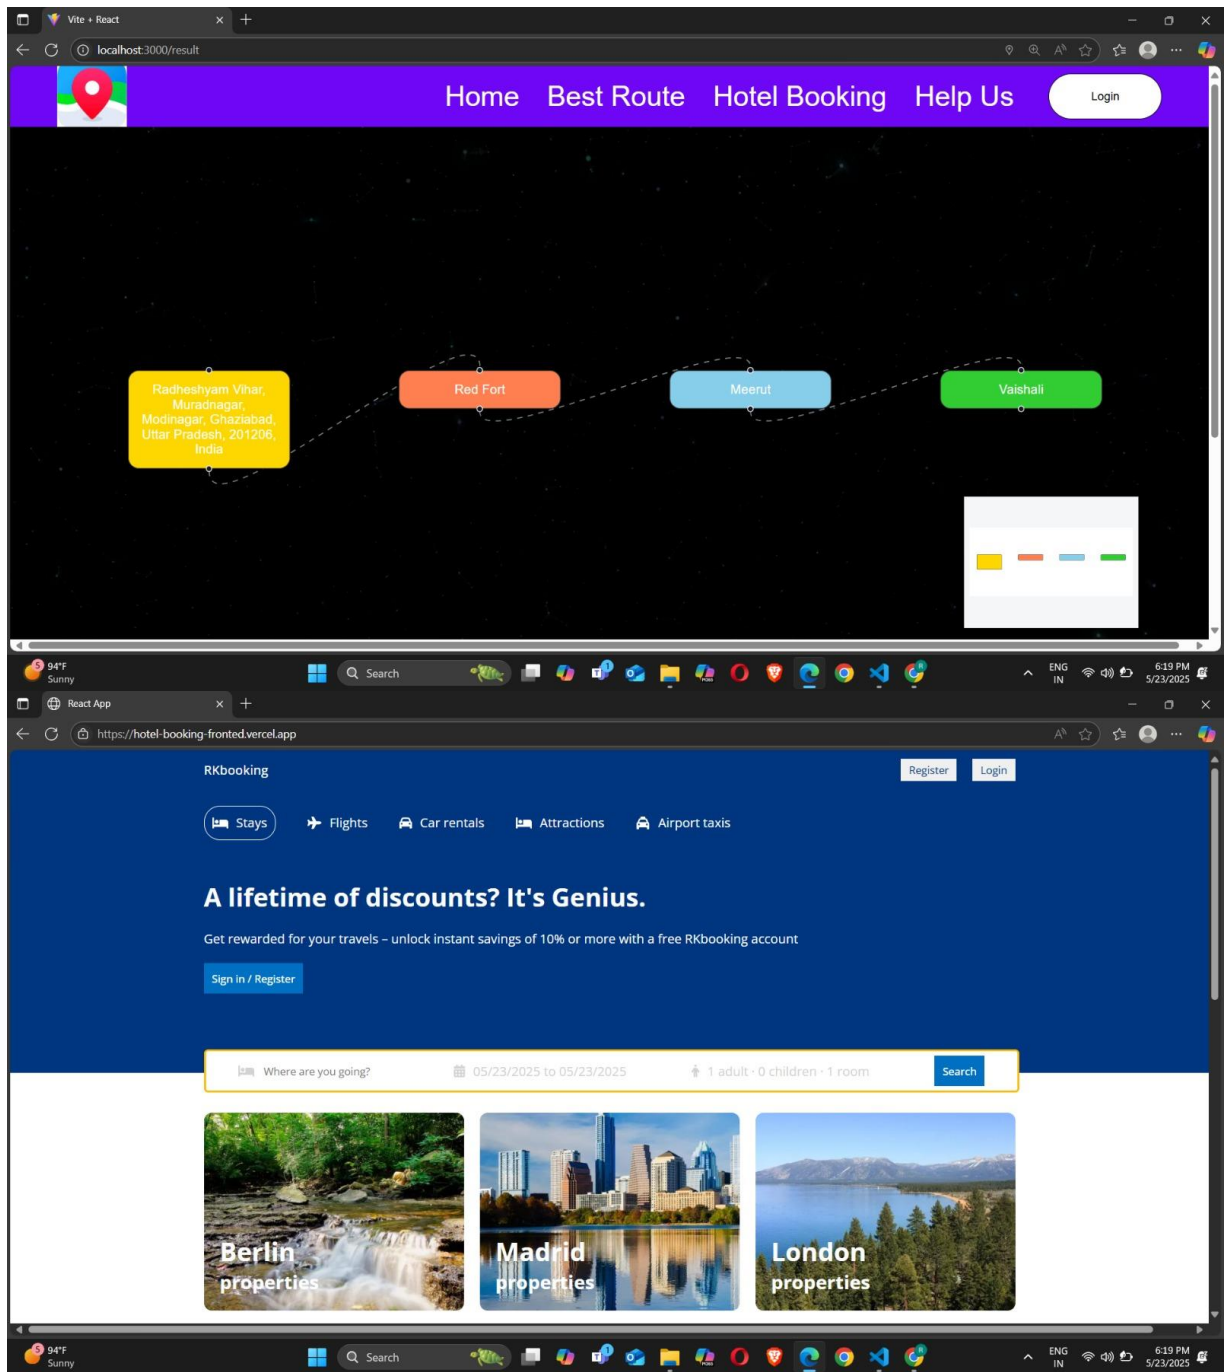 Vite + React
localhost:3000/result
Home Best Route Hotel Booking Help Us Login
Radheshyam Vihar,
Muradnagar,
Modinagar, Ghaziabad,
Uttar Pradesh, 201206,
India
Red Fort
Meerut
Vaishali
5
94°F
Sunny
Search
1
ENG
IN
6:19 PM
5/23/2025
React App
https://hotel-booking-fronted.vercel.app
RKbooking
Register Login
Stays Flights Car rentals Attractions Airport taxis
A lifetime of discounts? It's Genius.
Get rewarded for your travels – unlock instant savings of 10% or more with a free RKbooking account
Sign in / Register
Where are you going? 05/23/2025 to 05/23/2025 1 adult · 0 children · 1 room Search
Berlin
properties
Madrid
properties
London
properties
5
94°F
Sunny
Search
1
ENG
IN
6:19 PM
5/23/2025